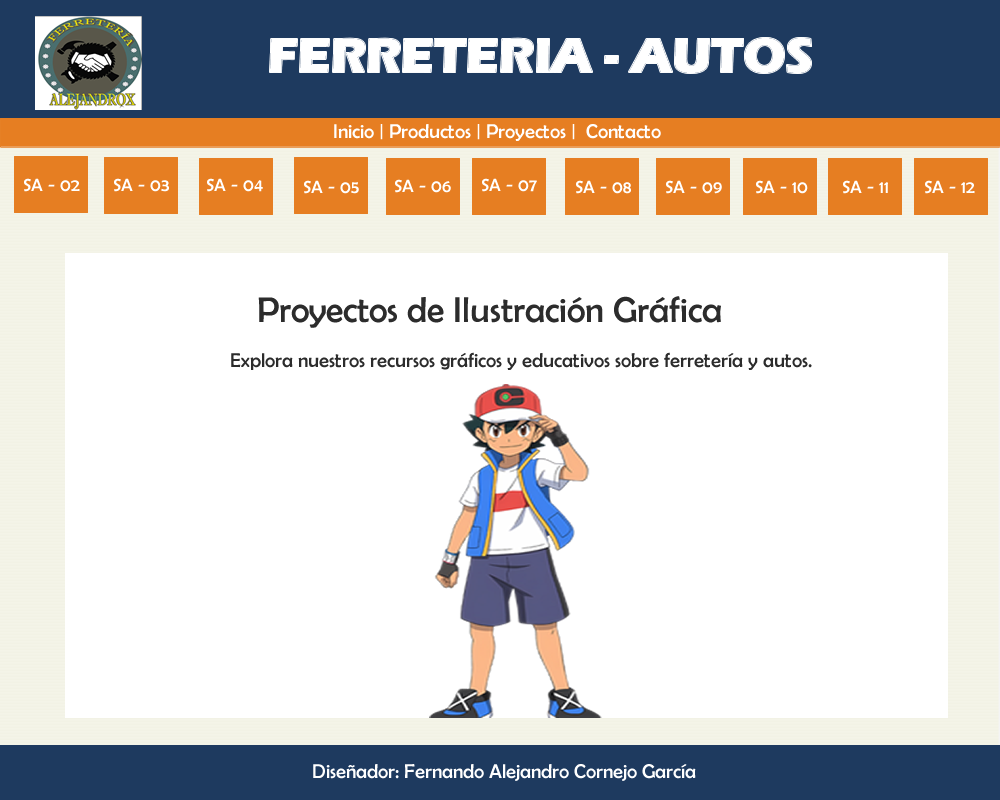 FERRETERIA
ALEJANDROX
FERRETERIA - AUTOS
Inicio | Productos | Proyectos | Contacto
SA - 02 SA - 03 SA - 04 SA - 05 SA - 06 SA - 07 SA - 08 SA - 09 SA - 10 SA - 11 SA - 12
Proyectos de Ilustración Gráfica
Explora nuestros recursos gráficos y educativos sobre ferretería y autos.
Diseñador: Fernando Alejandro Cornejo García